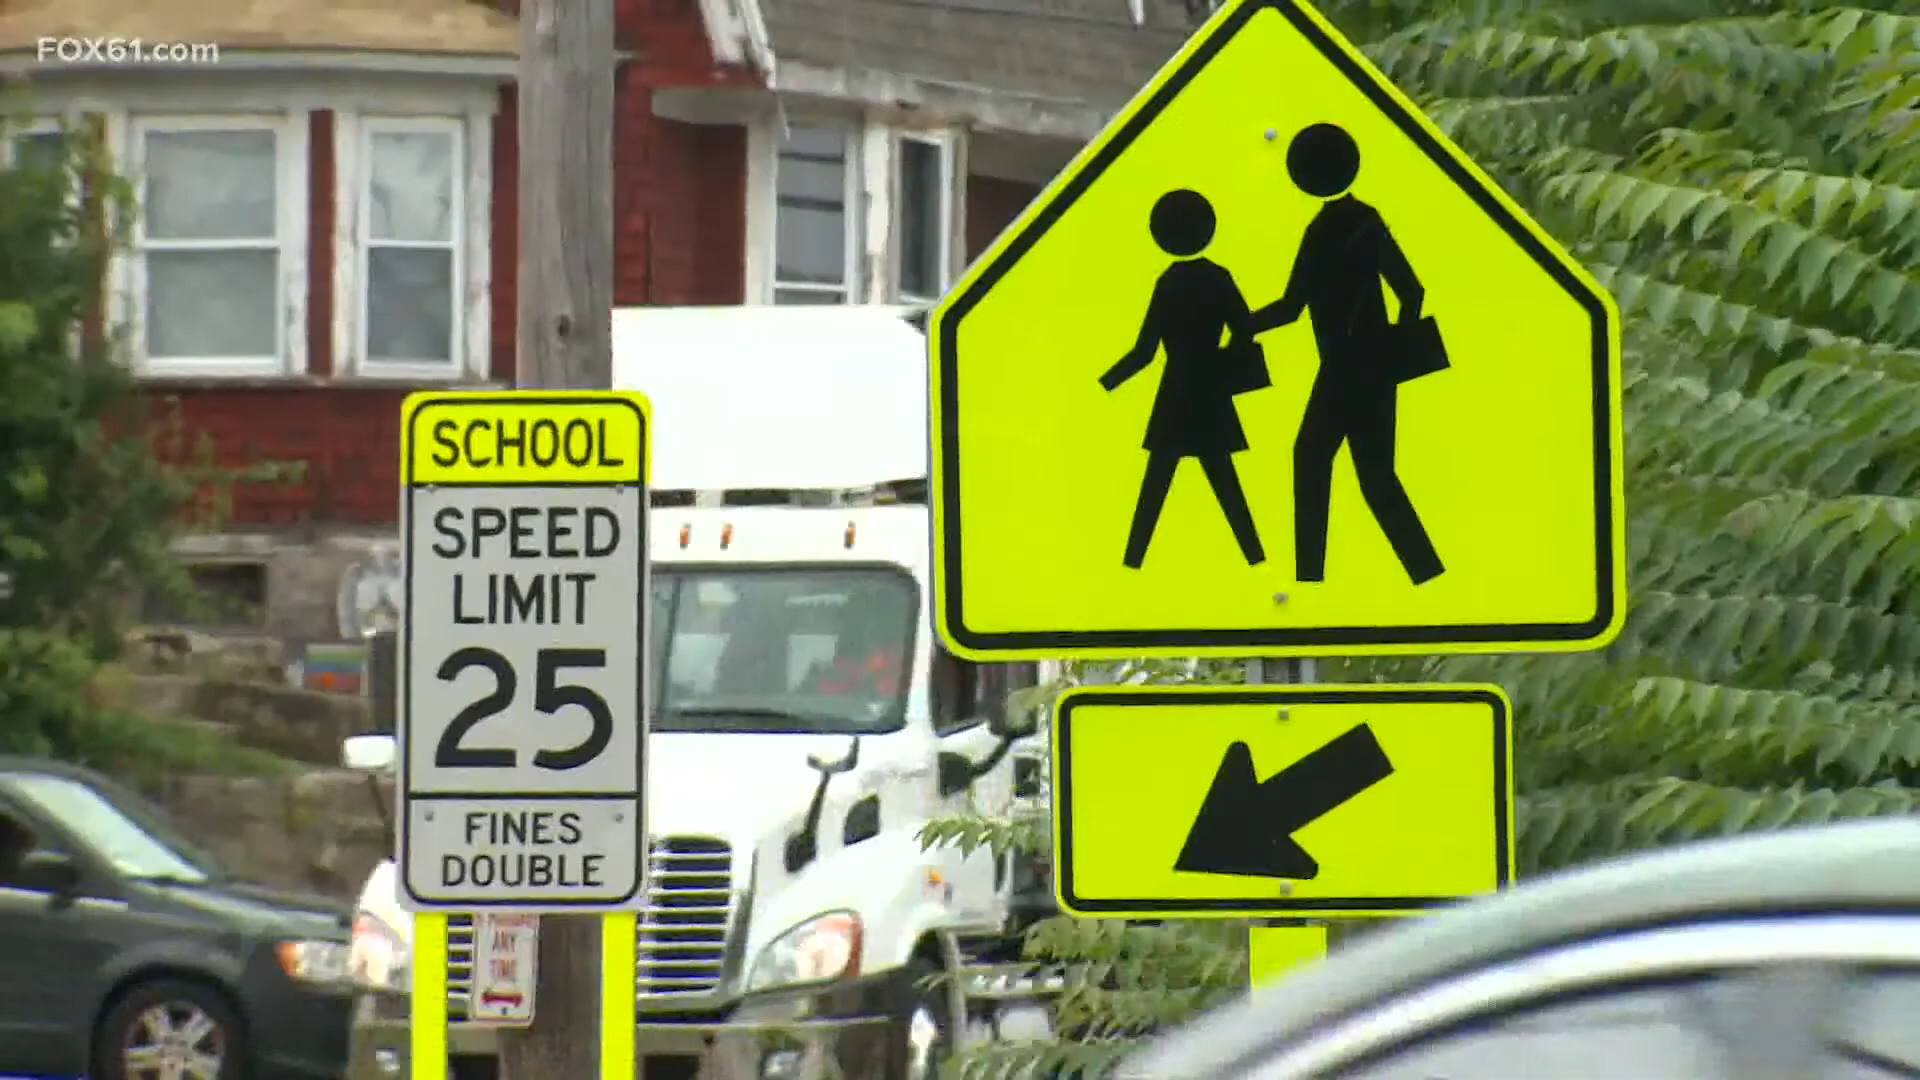 FOX61.com
SCHOOL
SPEED
LIMIT
25
FINES
DOUBLE
ANY
TIME